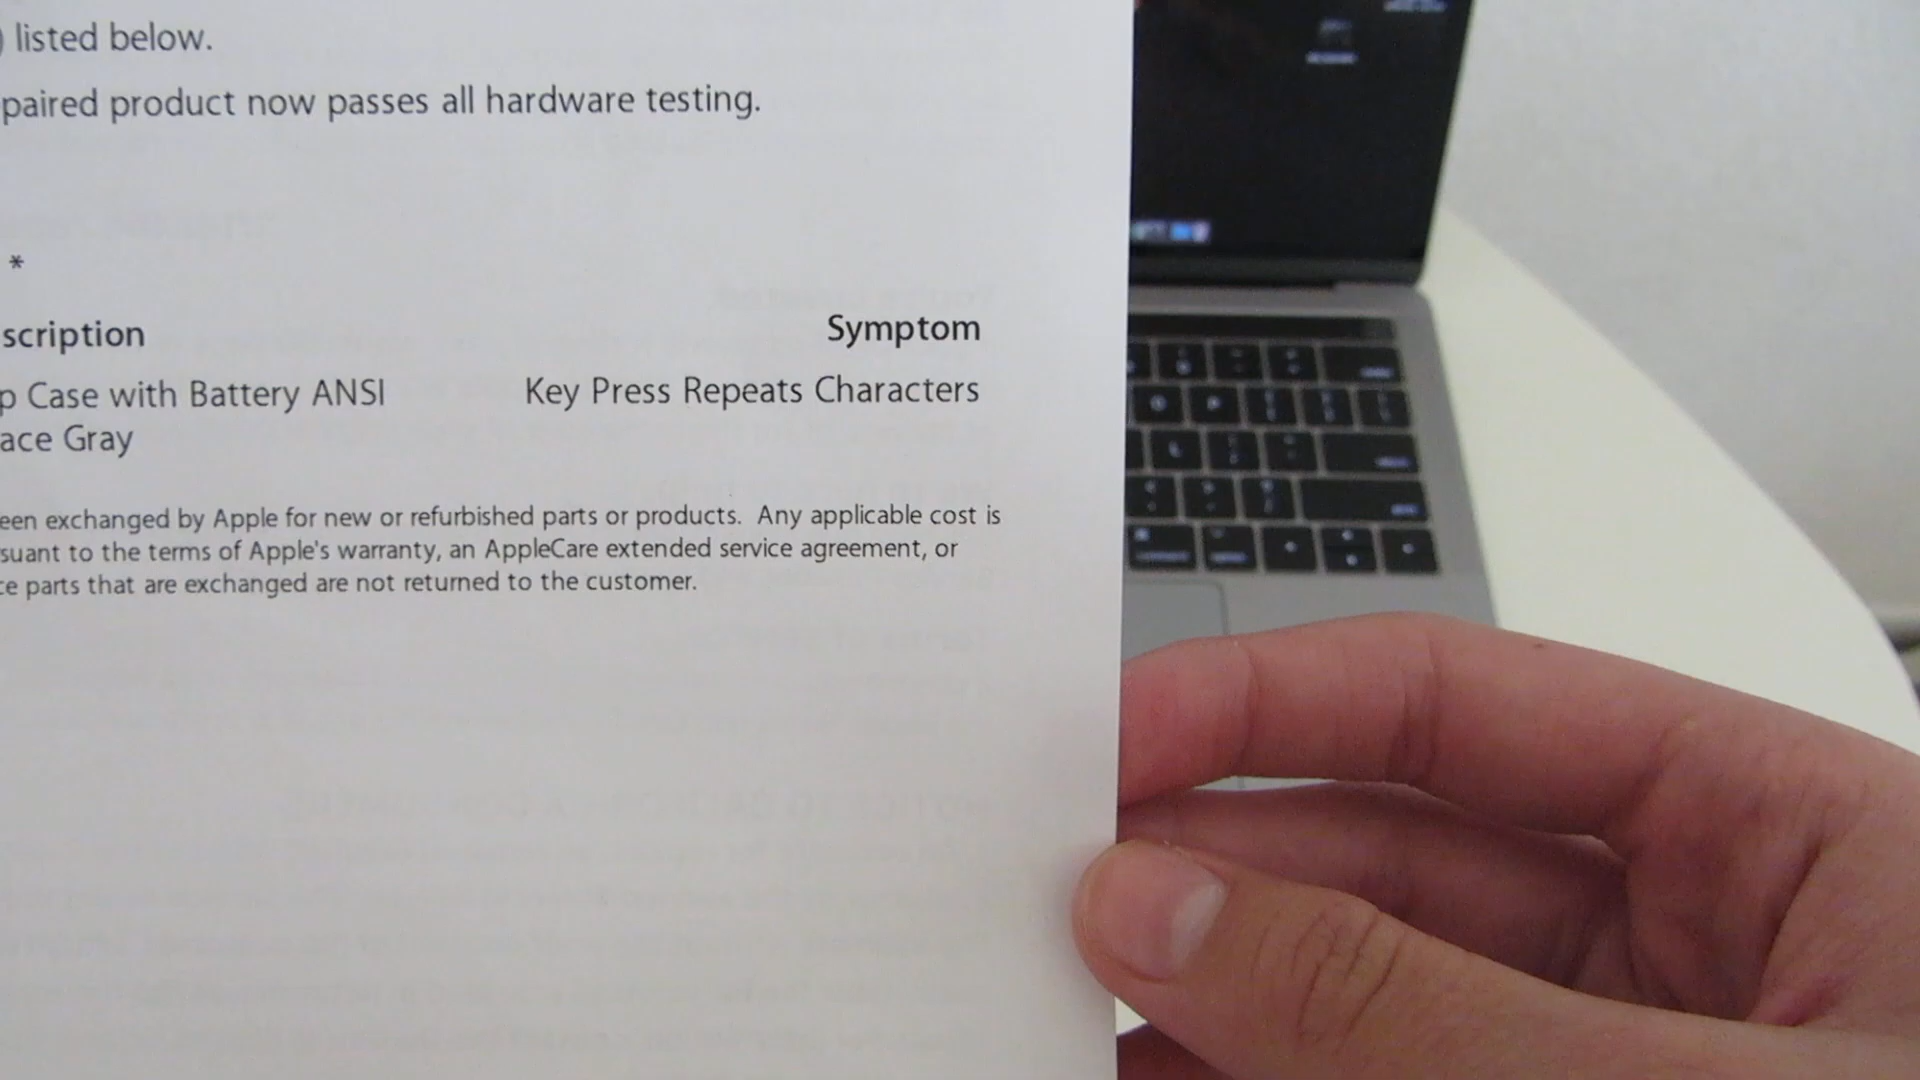 listed below.
paired product now passes all hardware testing.
*
scription
Symptom
p Case with Battery ANSI
Key Press Repeats Characters
ace Gray
een exchanged by Apple for new or refurbished parts or products. Any applicable cost is
suant to the terms of Apple's warranty, an AppleCare extended service agreement, or
ce parts that are exchanged are not returned to the customer.